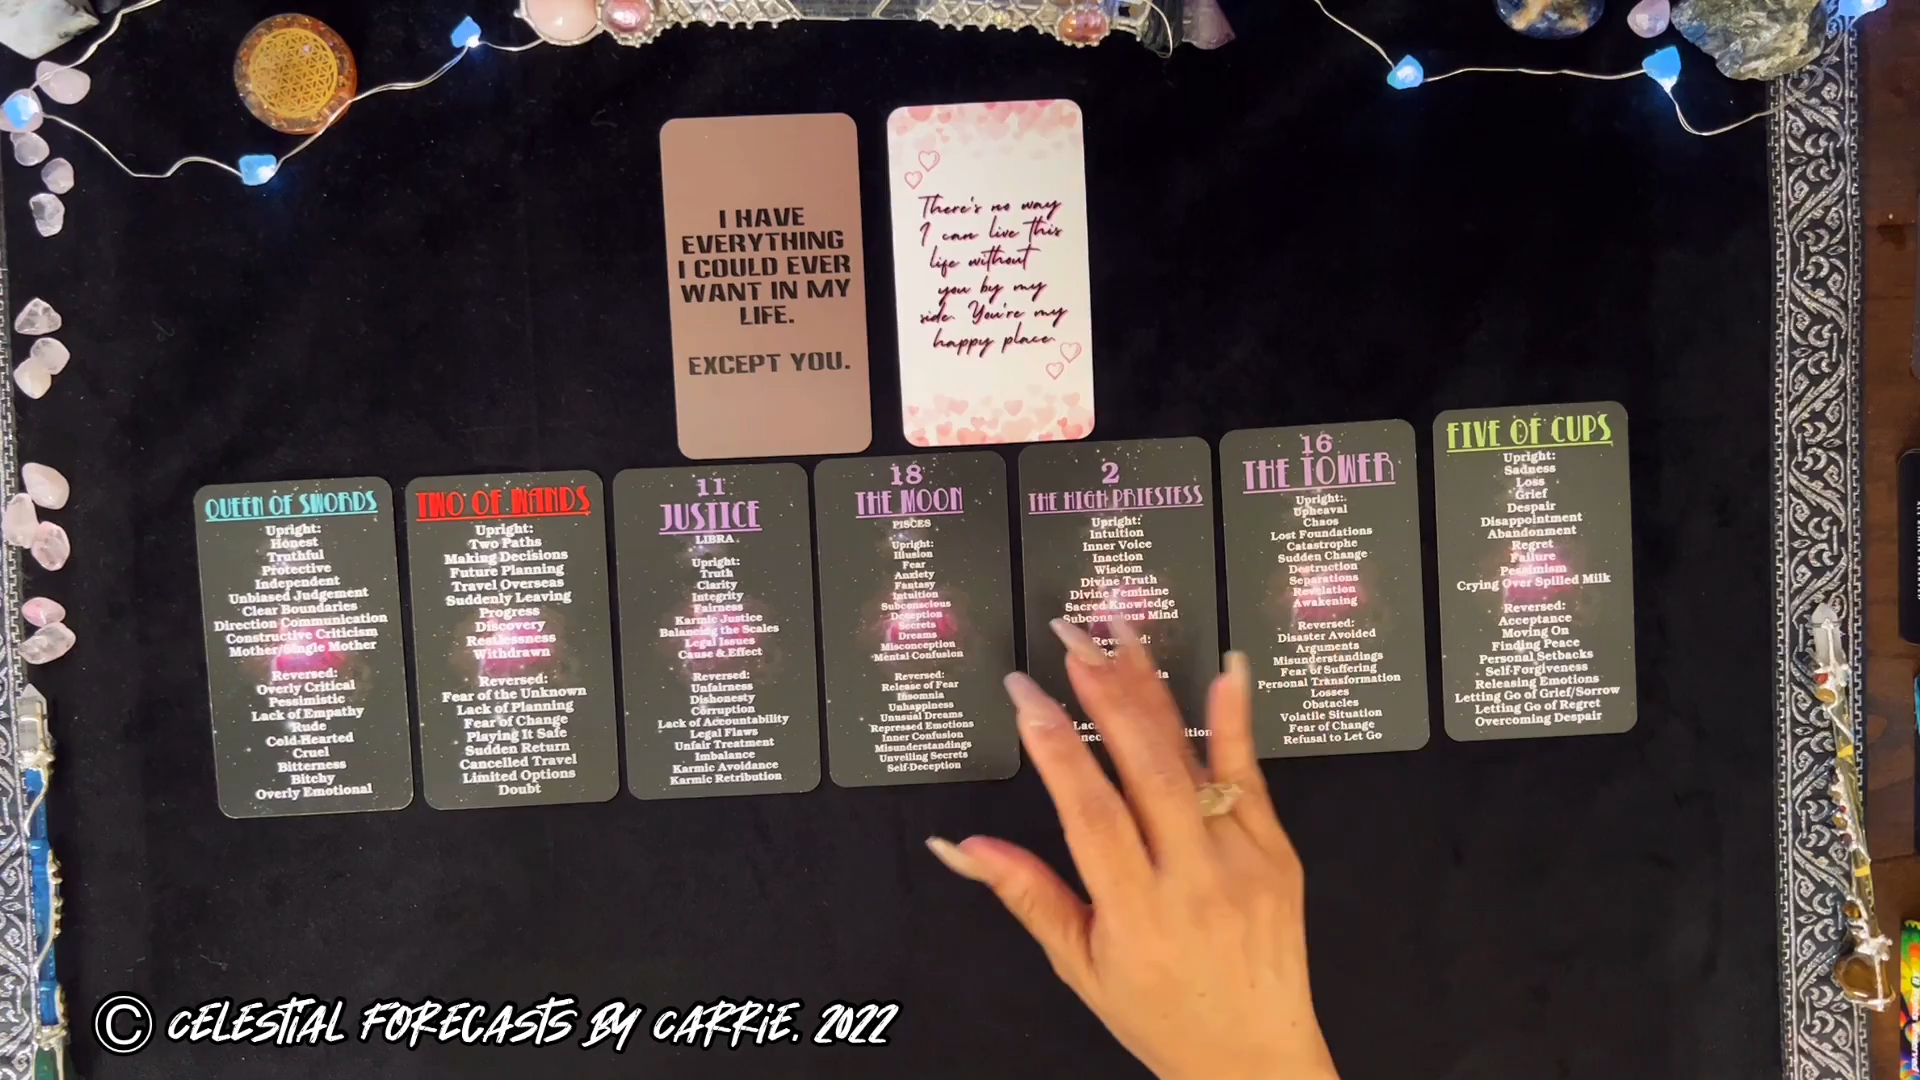 I HAVE
EVERYTHING
I COULD EVER
WANT IN MY
LIFE.
EXCEPT YOU.
There's no way
I can live this
life without
you by my
side. You're my
happy place.
QUEEN OF SWORDS
Upright:
Honest
Truthful
Protective
Independent
Unbiased Judgement
Clear Boundaries
Direction Communication
Constructive Criticism
Mother/Single Mother
Reversed:
Overly Critical
Pessimistic
Lack of Empathy
Rude
Cold-Hearted
Cruel
Bitterness
Bitchy
Overly Emotional
TWO OF WANDS
Upright:
Two Paths
Making Decisions
Future Planning
Travel Overseas
Suddenly Leaving
Progress
Discovery
Restlessness
Withdrawn
Reversed:
Fear of the Unknown
Lack of Planning
Fear of Change
Playing It Safe
Sudden Return
Cancelled Travel
Limited Options
Doubt
11
JUSTICE
LIBRA
Upright:
Truth
Clarity
Integrity
Fairness
Karmic Justice
Balancing the Scales
Legal Issues
Cause & Effect
Reversed:
Unfairness
Dishonesty
Corruption
Lack of Accountability
Legal Flaws
Unfair Treatment
Imbalance
Karmic Avoidance
Karmic Retribution
18
THE MOON
PISCES
Upright:
Illusion
Fear
Anxiety
Fantasy
Intuition
Subconscious
Deception
Secrets
Dreams
Misconception
Mental Confusion
Reversed:
Release of Fear
Insomnia
Unhappiness
Unusual Dreams
Repressed Emotions
Inner Confusion
Misunderstandings
Unveiling Secrets
Self-Deception
2
THE HIGH PRIESTESS
Upright:
Intuition
Inner Voice
Inaction
Wisdom
Divine Truth
Divine Feminine
Sacred Knowledge
Subconscious Mind
16
THE TOWER
Upright:
Upheaval
Chaos
Lost Foundations
Catastrophe
Sudden Change
Destruction
Separations
Revelation
Awakening
Reversed:
Disaster Avoided
Arguments
Misunderstandings
Fear of Suffering
Personal Transformation
Losses
Obstacles
Volatile Situation
Fear of Change
Refusal to Let Go
FIVE OF CUPS
Upright:
Sadness
Loss
Grief
Despair
Disappointment
Abandonment
Regret
Failure
Pessimism
Crying Over Spilled Milk
Reversed:
Acceptance
Moving On
Finding Peace
Personal Setbacks
Self-Forgiveness
Releasing Emotions
Letting Go of Grief/Sorrow
Letting Go of Regret
Overcoming Despair
© CELESTIAL FORECASTS BY CARRIE. 2022